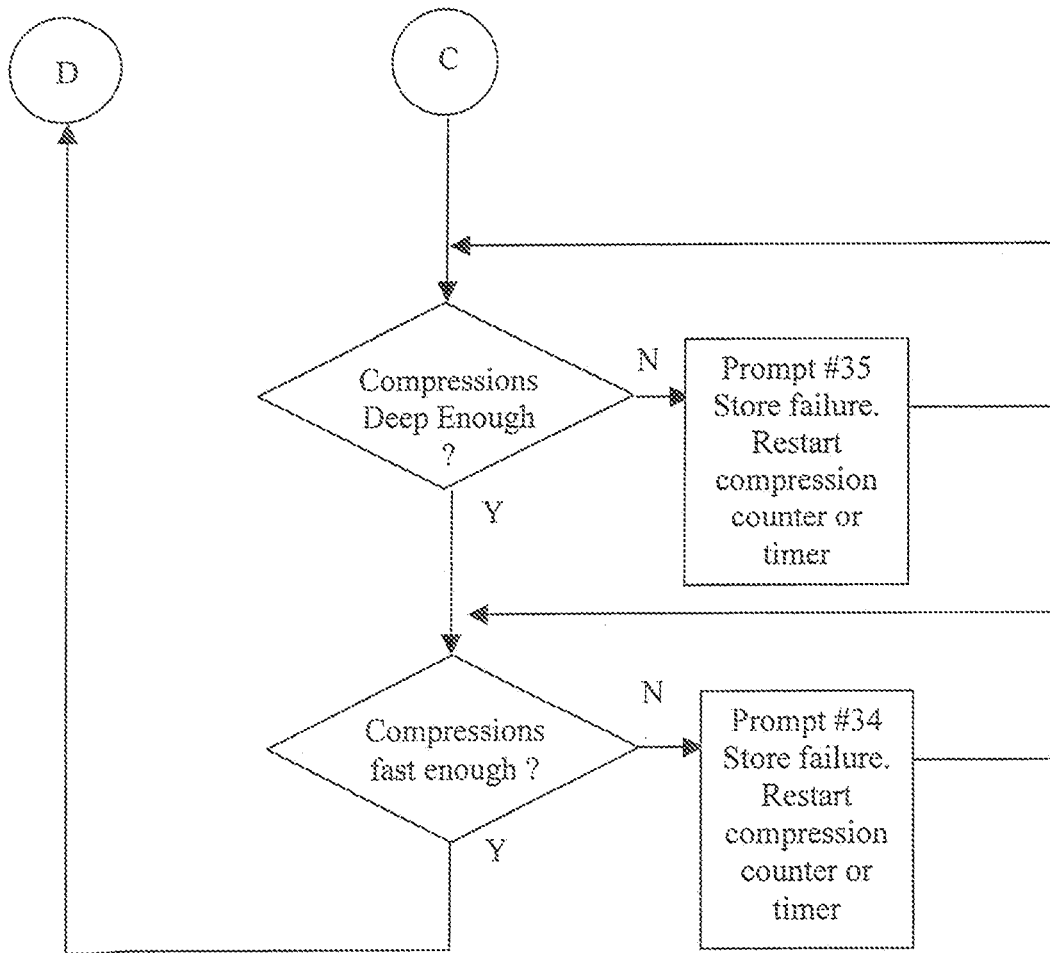 D
C
Compressions
Deep Enough
?
N
Prompt #35
Store failure.
Restart
compression
counter or
timer
Y
Compressions
fast enough ?
N
Prompt #34
Store failure.
Restart
compression
counter or
timer
Y